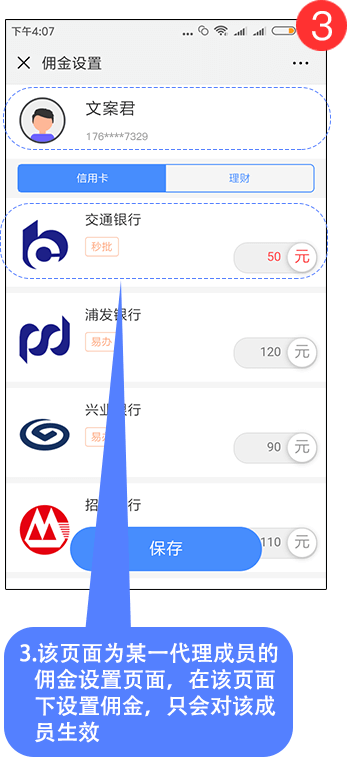 下午4:07
3
佣金设置
文案君
176****7329
信用卡 理财
交通银行
秒批
50 元
浦发银行
易办
120 元
兴业银行
易办
90 元
招 行
110 元
保存
3.该页面为某一代理成员的
佣金设置页面，在该页面
下设置佣金，只会对该成
员生效